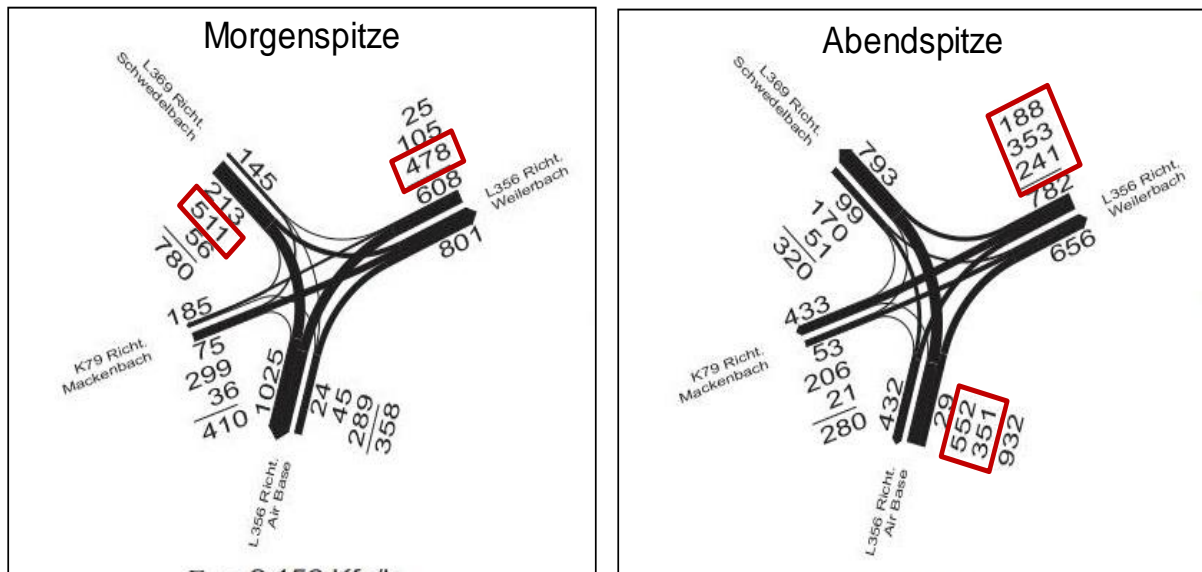 Morgenspitze
L369 Richt.
Schwedelbach
145
213
511
56
780
25
105
478
608
L356 Richt.
Weilerbach
801
185
K79 Richt.
Mackenbach
75
299
36
410
1025
24
45
289
358
L356 Richt.
Air Base
Abendspitze
L369 Richt.
Schwedelbach
793
99
170
51
320
188
353
241
782
L356 Richt.
Weilerbach
656
433
K79 Richt.
Mackenbach
53
206
21
280
432
29
552
351
932
L356 Richt.
Air Base